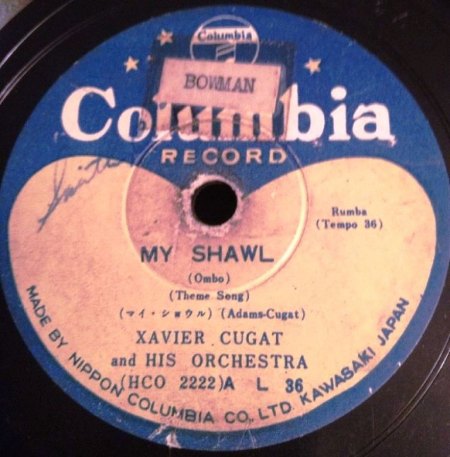 Columbia
BOWMAN
Columbia
RECORD
Rumba
(Tempo 36)
MY SHAWL
(Ombo)
(Theme Song)
(マイ・ショウル) (Adams-Cugat)
XAVIER CUGAT
and HIS ORCHESTRA
(HCO 2222)A L 36
MADE BY NIPPON COLUMBIA CO., LTD. KAWASAKI JAPAN